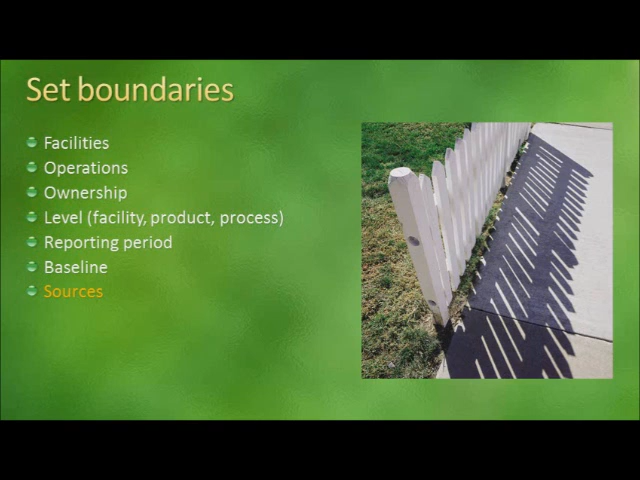 Set boundaries
Facilities
Operations
Ownership
Level (facility, product, process)
Reporting period
Baseline
Sources